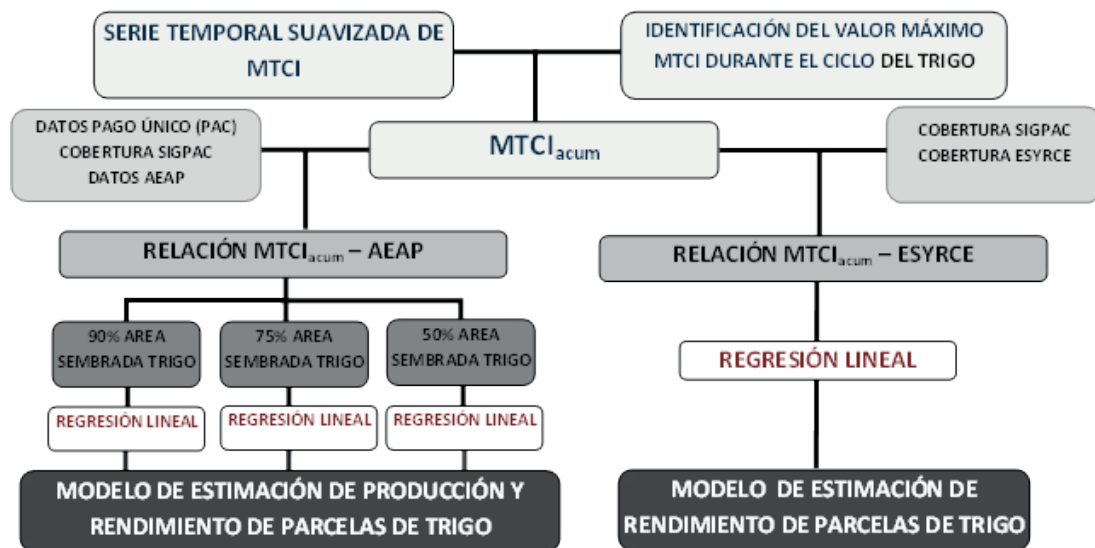 SERIE TEMPORAL SUAVIZADA DE
MTCI
IDENTIFICACIÓN DEL VALOR MÁXIMO
MTCI DURANTE EL CICLO DEL TRIGO
DATOS PAGO ÚNICO (PAC)
COBERTURA SIGPAC
DATOS AEAP
MTCIacum
COBERTURA SIGPAC
COBERTURA ESYRCE
RELACIÓN MTCIacum – AEAP
RELACIÓN MTCIacum – ESYRCE
90% AREA
SEMBRADA TRIGO
75% AREA
SEMBRADA TRIGO
50% AREA
SEMBRADA TRIGO
REGRESIÓN LINEAL
REGRESIÓN LINEAL
REGRESIÓN LINEAL
REGRESIÓN LINEAL
MODELO DE ESTIMACIÓN DE PRODUCCIÓN Y
RENDIMIENTO DE PARCELAS DE TRIGO
MODELO DE ESTIMACIÓN DE
RENDIMIENTO DE PARCELAS DE TRIGO